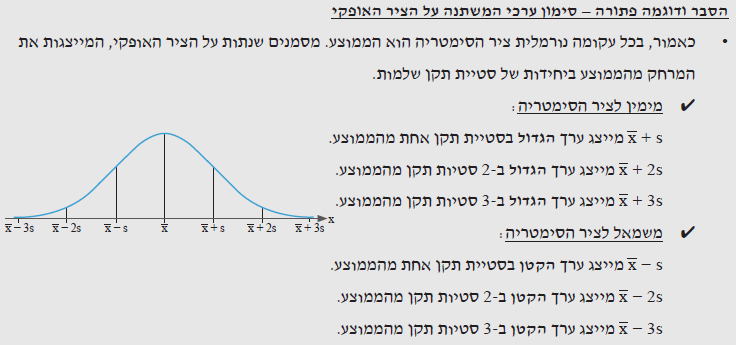 הסבר ודוגמה פתורה – סימון ערכי המשתנה על הציר האופקי
• כאמור, בכל עקומה נורמלית ציר הסימטריה הוא הממוצע. מסמנים שנתות על הציר האופקי, המייצגות את
המרחק מהממוצע ביחידות של סטיית תקן שלמות.
✔ מימין לציר הסימטריה:
x̅ + s מייצג ערך הגדול בסטיית תקן אחת מהממוצע.
x̅ + 2s מייצג ערך הגדול ב-2 סטיות תקן מהממוצע.
x̅ + 3s מייצג ערך הגדול ב-3 סטיות תקן מהממוצע.
✔ משמאל לציר הסימטריה:
x̅ − s מייצג ערך הקטן בסטיית תקן אחת מהממוצע.
x̅ − 2s מייצג ערך הקטן ב-2 סטיות תקן מהממוצע.
x̅ − 3s מייצג ערך הקטן ב-3 סטיות תקן מהממוצע.
x
x̅ − 3s x̅ − 2s x̅ − s x̅ x̅ + s x̅ + 2s x̅ + 3s